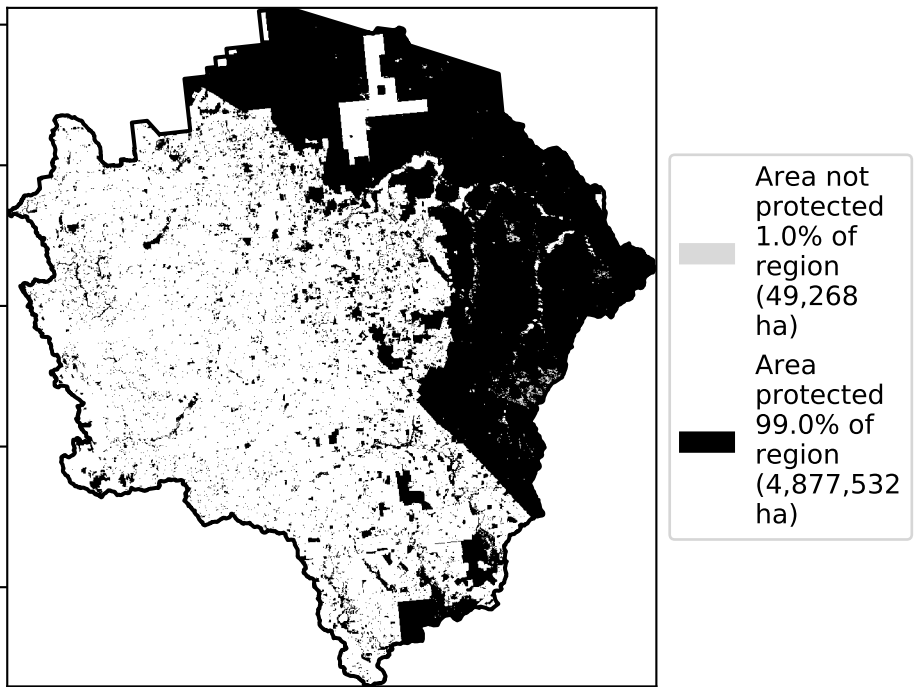 Area not
protected
1.0% of
region
(49,268
ha)
Area
protected
99.0% of
region
(4,877,532
ha)